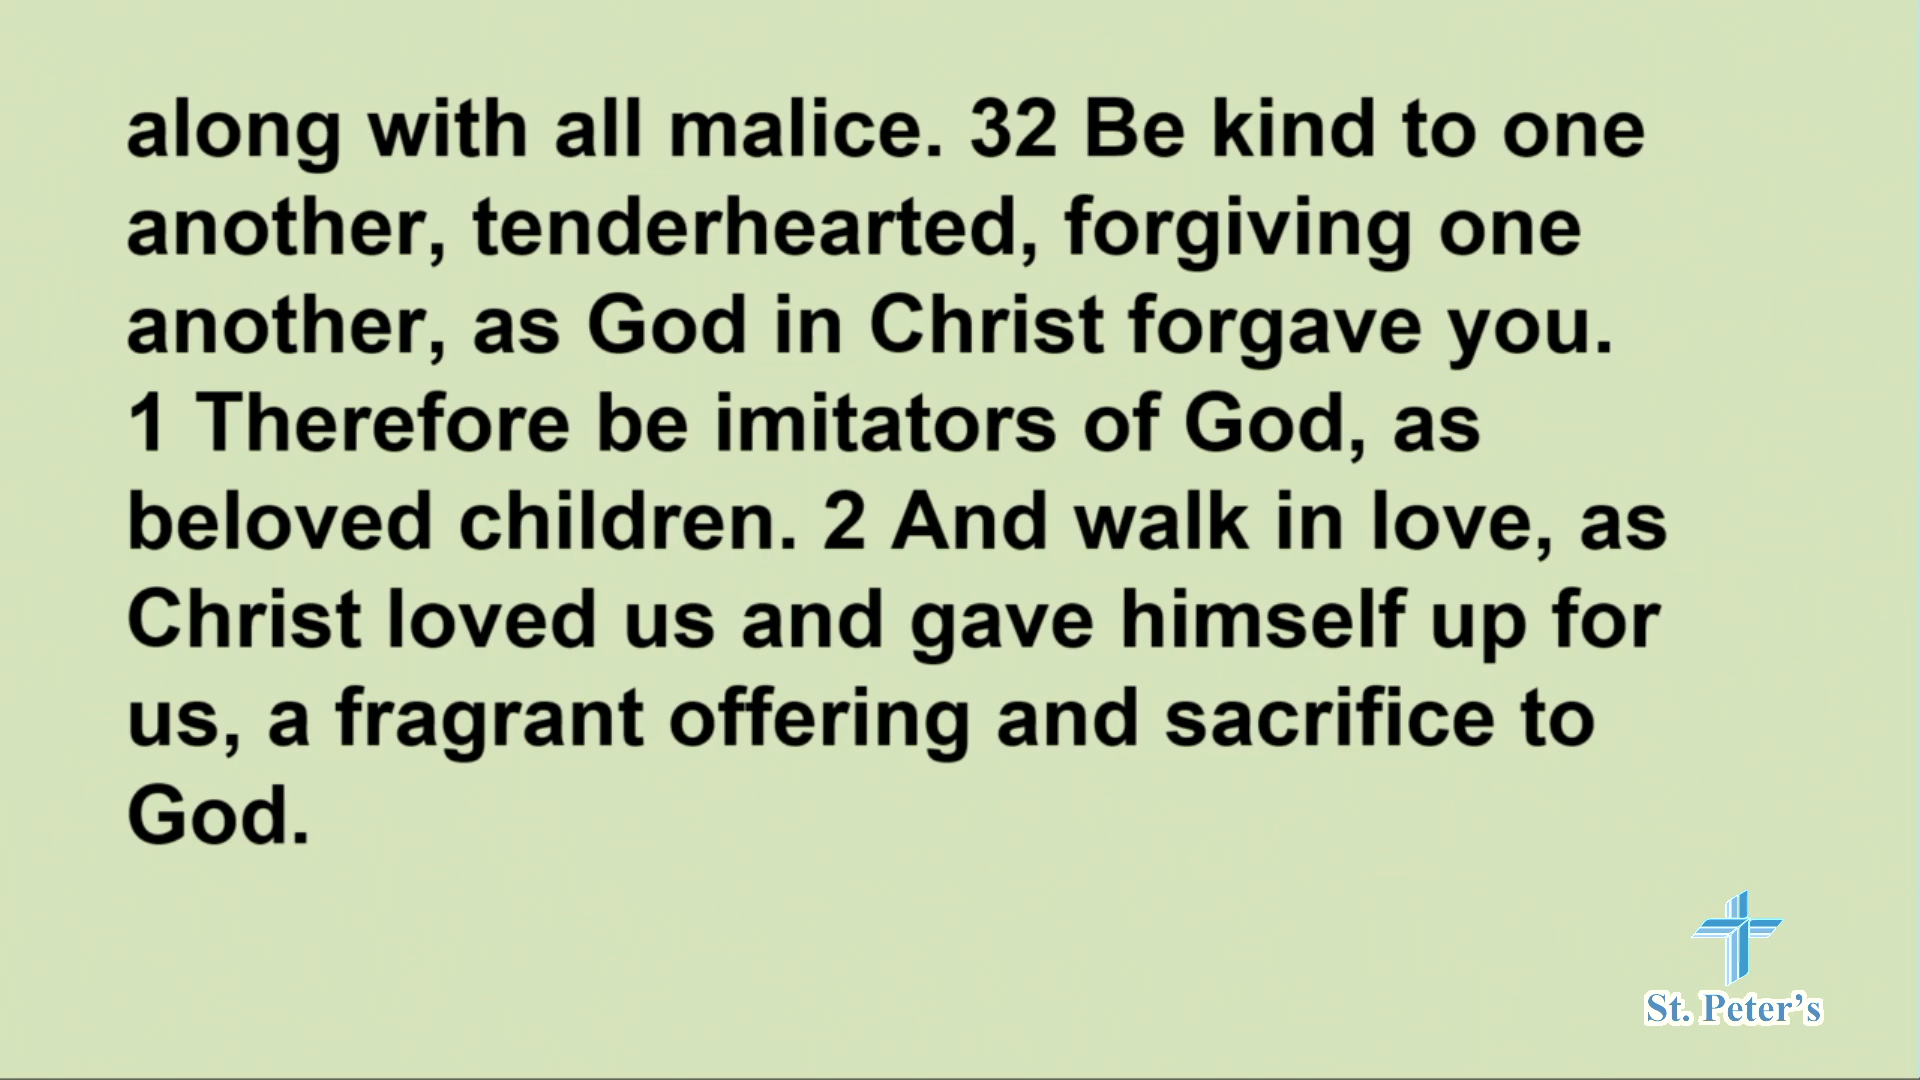 along with all malice. 32 Be kind to one
another, tenderhearted, forgiving one
another, as God in Christ forgave you.
1 Therefore be imitators of God, as
beloved children. 2 And walk in love, as
Christ loved us and gave himself up for
us, a fragrant offering and sacrifice to
God.
St. Peter's